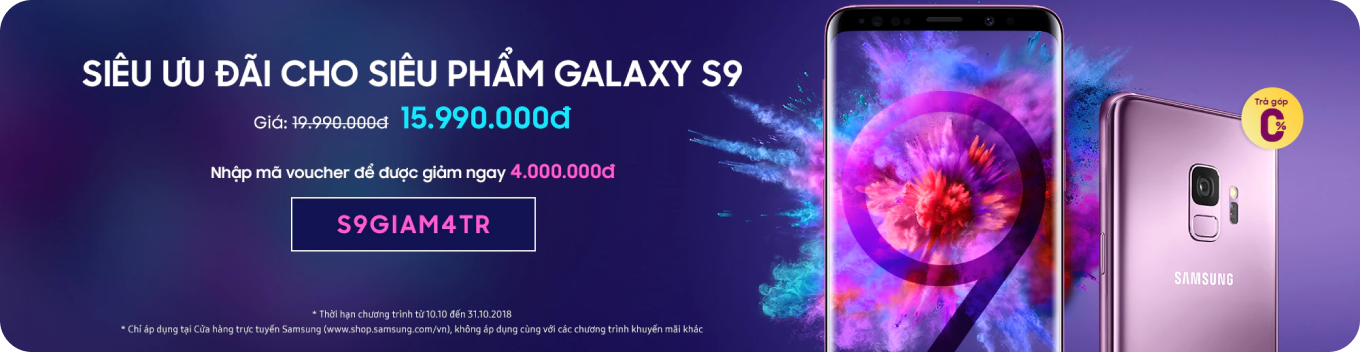 SIÊU ƯU ĐÃI CHO SIÊU PHẨM GALAXY S9
Giá: 19.990.000đ 15.990.000đ
Nhập mã voucher để được giảm ngay 4.000.000đ
S9GIAM4TR
* Thời hạn chương trình từ 10.10 đến 31.10.2018
* Chỉ áp dụng tại Cửa hàng trực tuyến Samsung (www.shop.samsung.com/vn), không áp dụng cùng với các chương trình khuyến mãi khác
9
Trả góp
0%
SAMSUNG